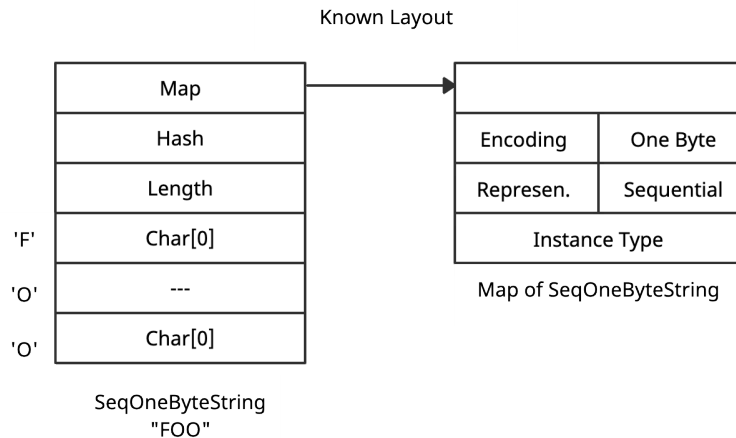 Known Layout
Map
Hash
Encoding One Byte
Length
Represen. Sequential
'F' Char[0]
Instance Type
'O' ---
Map of SeqOneByteString
'O' Char[0]
SeqOneByteString
"FOO"